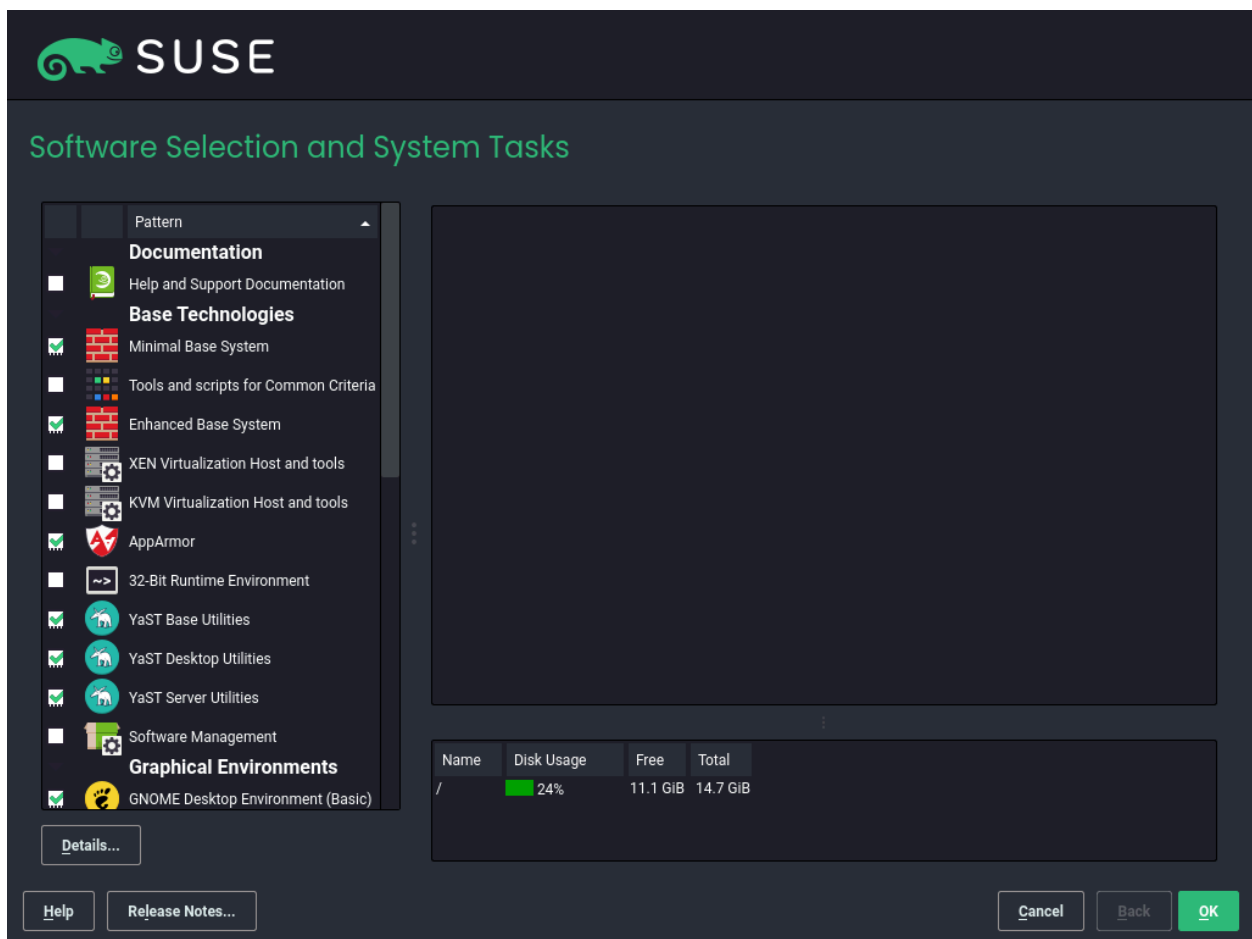 SUSE
Software Selection and System Tasks
Pattern
Documentation
Help and Support Documentation
Base Technologies
Minimal Base System
Tools and scripts for Common Criteria
Enhanced Base System
XEN Virtualization Host and tools
KVM Virtualization Host and tools
AppArmor
~> 32-Bit Runtime Environment
YaST Base Utilities
YaST Desktop Utilities
YaST Server Utilities
Software Management
Graphical Environments
GNOME Desktop Environment (Basic)
Name Disk Usage Free Total
/ 24% 11.1 GiB 14.7 GiB
Details...
Help Release Notes... Cancel Back OK